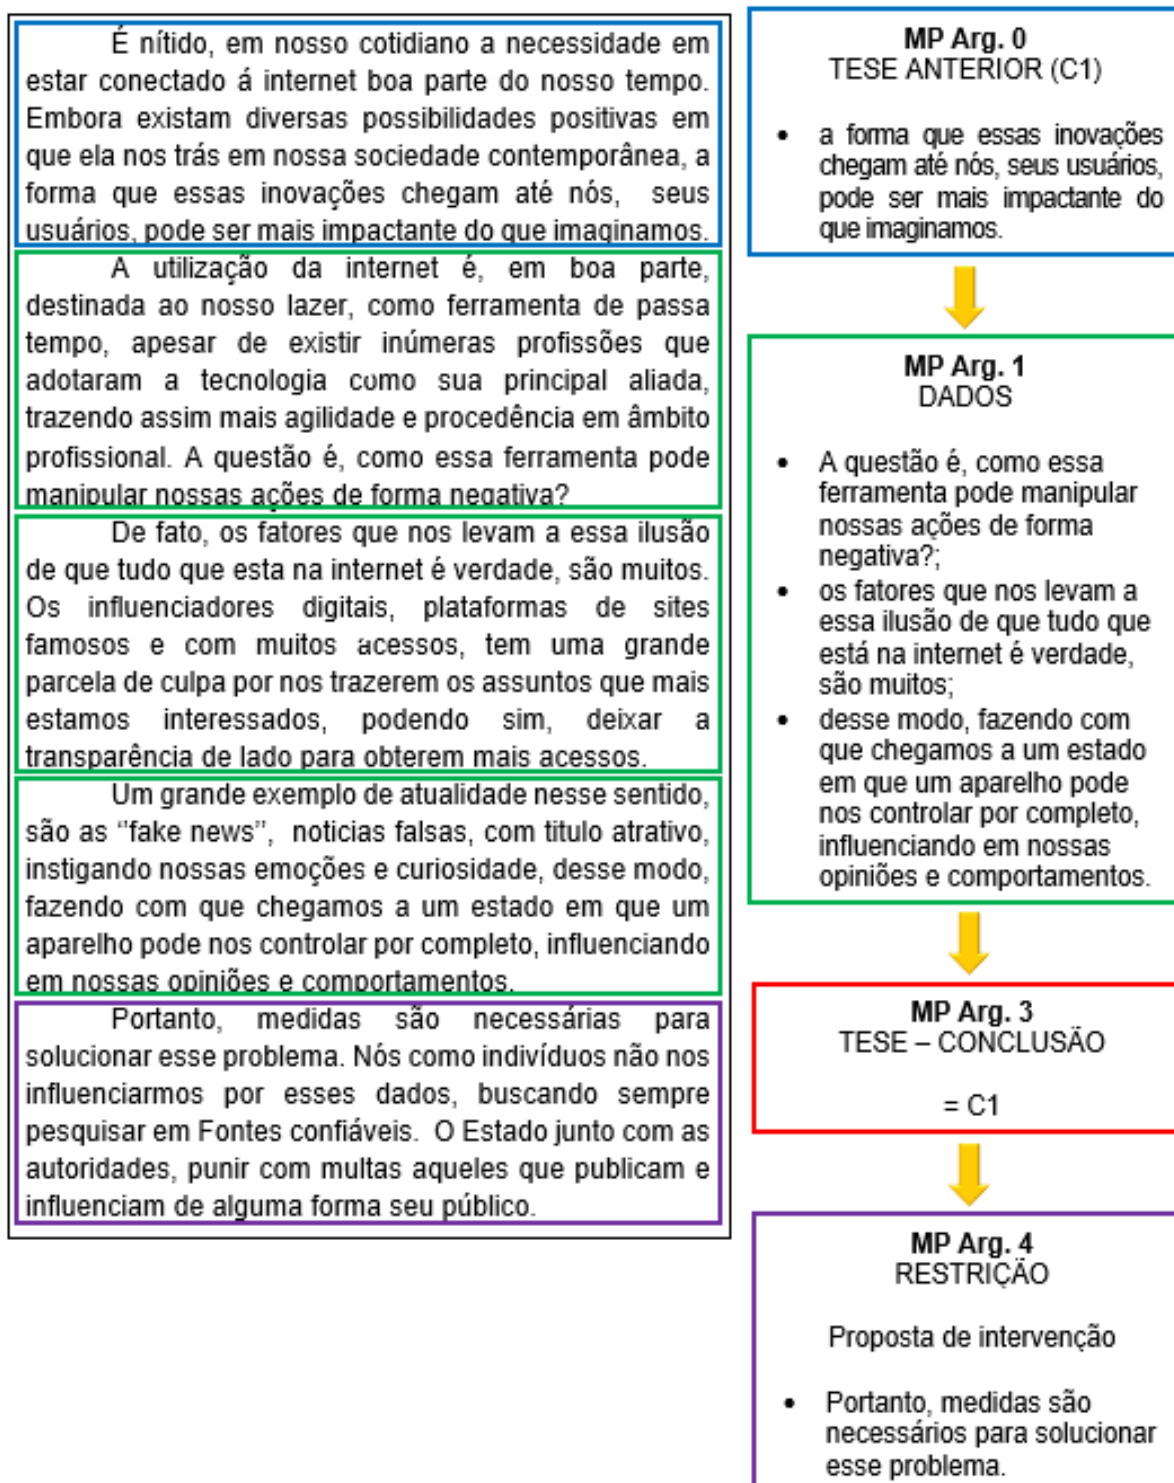 É nítido, em nosso cotidiano a necessidade em
estar conectado á internet boa parte do nosso tempo.
Embora existam diversas possibilidades positivas em
que ela nos trás em nossa sociedade contemporânea, a
forma que essas inovações chegam até nós, seus
usuários, pode ser mais impactante do que imaginamos.
A utilização da internet é, em boa parte,
destinada ao nosso lazer, como ferramenta de passa
tempo, apesar de existir inúmeras profissões que
adotaram a tecnologia como sua principal aliada,
trazendo assim mais agilidade e procedência em âmbito
profissional. A questão é, como essa ferramenta pode
manipular nossas ações de forma negativa?
De fato, os fatores que nos levam a essa ilusão
de que tudo que esta na internet é verdade, são muitos.
Os influenciadores digitais, plataformas de sites
famosos e com muitos acessos, tem uma grande
parcela de culpa por nos trazerem os assuntos que mais
estamos interessados, podendo sim, deixar a
transparência de lado para obterem mais acessos.
Um grande exemplo de atualidade nesse sentido,
são as ‘’fake news’’, noticias falsas, com titulo atrativo,
instigando nossas emoções e curiosidade, desse modo,
fazendo com que chegamos a um estado em que um
aparelho pode nos controlar por completo, influenciando
em nossas opiniões e comportamentos.
Portanto, medidas são necessárias para
solucionar esse problema. Nós como indivíduos não nos
influenciarmos por esses dados, buscando sempre
pesquisar em Fontes confiáveis. O Estado junto com as
autoridades, punir com multas aqueles que publicam e
influenciam de alguma forma seu público.
MP Arg. 0
TESE ANTERIOR (C1)
• a forma que essas inovações
chegam até nós, seus usuários,
pode ser mais impactante do
que imaginamos.
MP Arg. 1
DADOS
• A questão é, como essa
ferramenta pode manipular
nossas ações de forma
negativa?;
• os fatores que nos levam a
essa ilusão de que tudo que
está na internet é verdade,
são muitos;
• desse modo, fazendo com
que chegamos a um estado
em que um aparelho pode
nos controlar por completo,
influenciando em nossas
opiniões e comportamentos.
MP Arg. 3
TESE – CONCLUSÃO
= C1
MP Arg. 4
RESTRIÇÃO
Proposta de intervenção
• Portanto, medidas são
necessários para solucionar
esse problema.